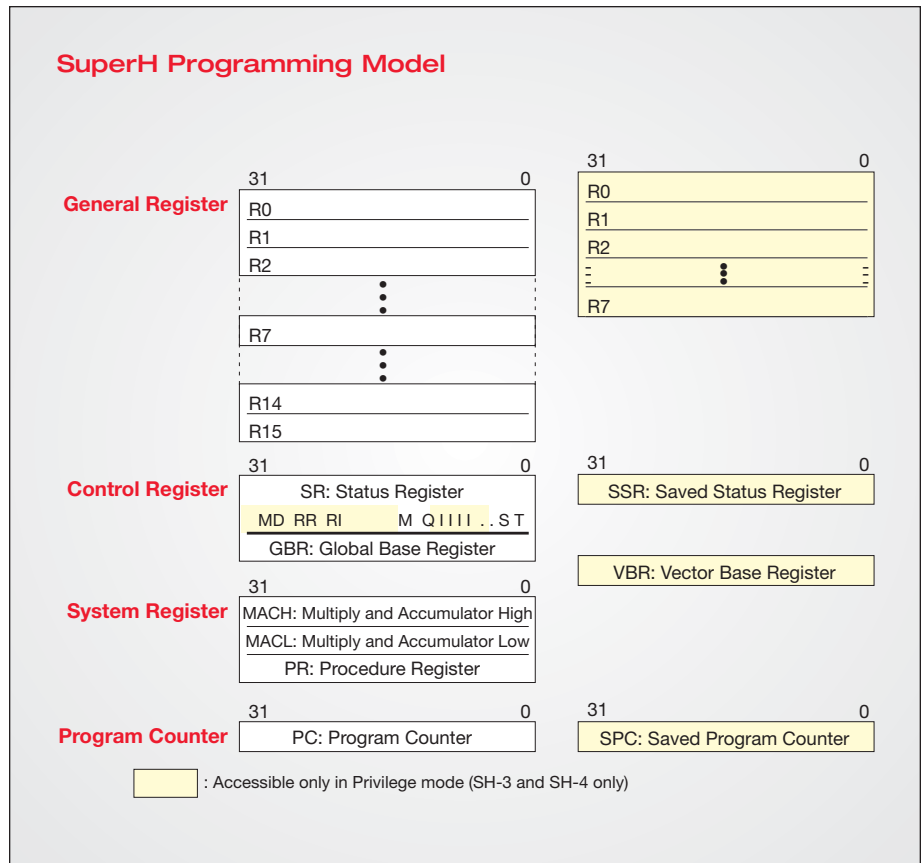 SuperH Programming Model
31 0
General Register
R0
R1
R2
R7
R14
R15
31 0
R0
R1
R2
R7
31 0
Control Register
SR: Status Register
MD RR RI M Q I I I I . . S T
GBR: Global Base Register
31 0
SSR: Saved Status Register
VBR: Vector Base Register
31 0
System Register
MACH: Multiply and Accumulator High
MACL: Multiply and Accumulator Low
PR: Procedure Register
31 0
Program Counter
PC: Program Counter
31 0
SPC: Saved Program Counter
: Accessible only in Privilege mode (SH-3 and SH-4 only)